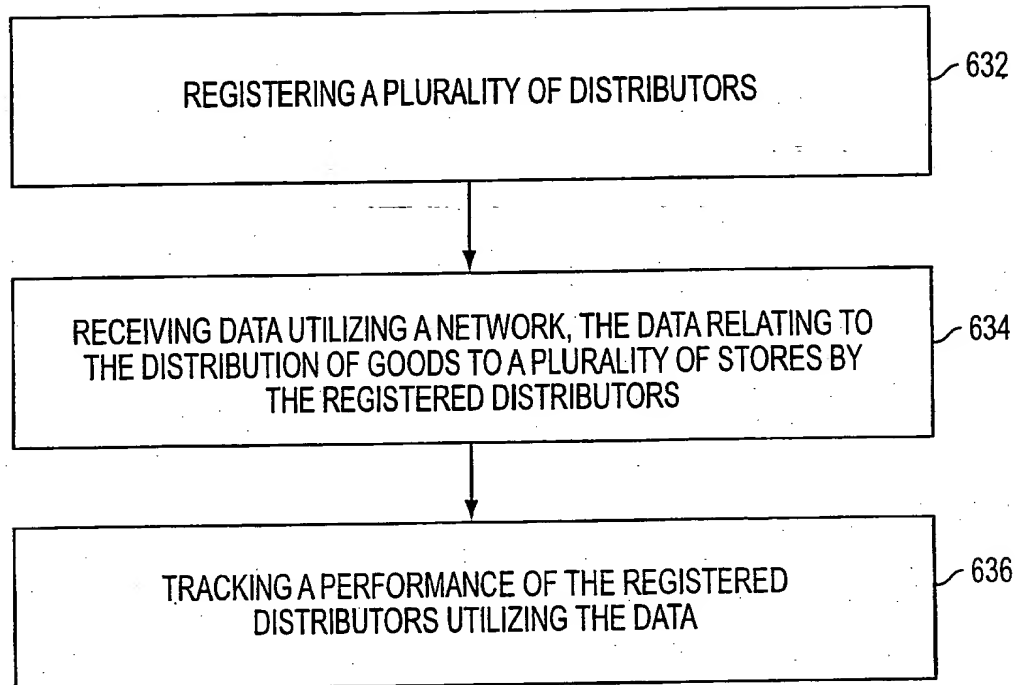 REGISTERING A PLURALITY OF DISTRIBUTORS
632
RECEIVING DATA UTILIZING A NETWORK, THE DATA RELATING TO
THE DISTRIBUTION OF GOODS TO A PLURALITY OF STORES BY
THE REGISTERED DISTRIBUTORS
634
TRACKING A PERFORMANCE OF THE REGISTERED
DISTRIBUTORS UTILIZING THE DATA
636